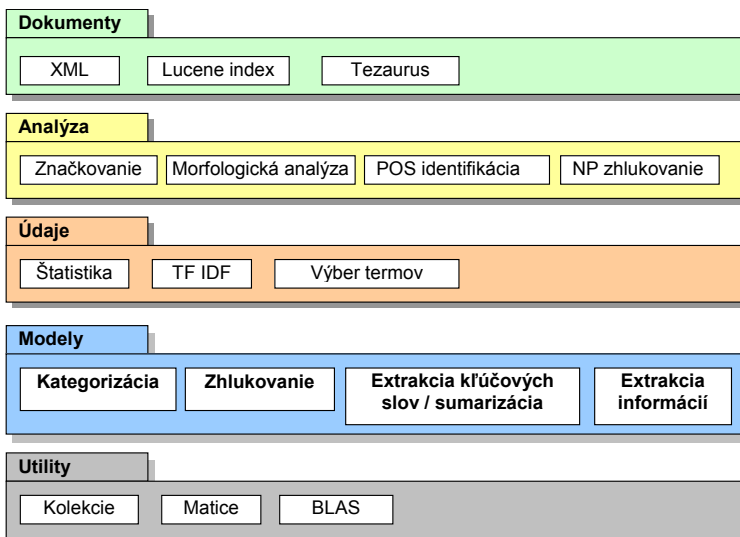 Dokumenty
XML Lucene index Tezaurus
Analýza
Značkovanie Morfologická analýza POS identifikácia NP zhlukovanie
Údaje
Štatistika TF IDF Výber termov
Modely
Kategorizácia Zhlukovanie Extrakcia kľúčových slov / sumarizácia Extrakcia informácií
Utility
Kolekcie Matice BLAS